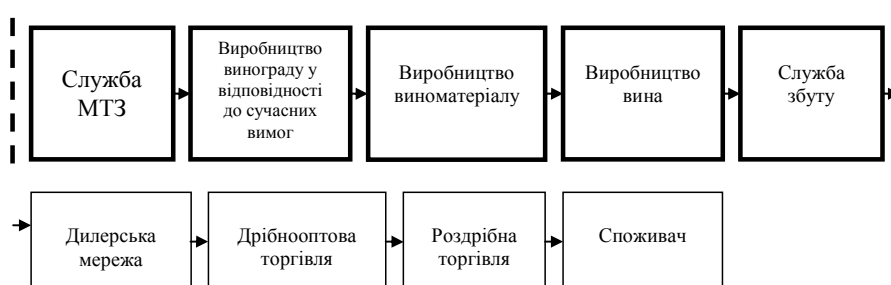 Служба
МТЗ
Виробництво
винограду у
відповідності
до сучасних
вимог
Виробництво
виноматеріалу
Виробництво
вина
Служба
збуту
Дилерська
мережа
Дрібнооптова
торгівля
Роздрібна
торгівля
Споживач